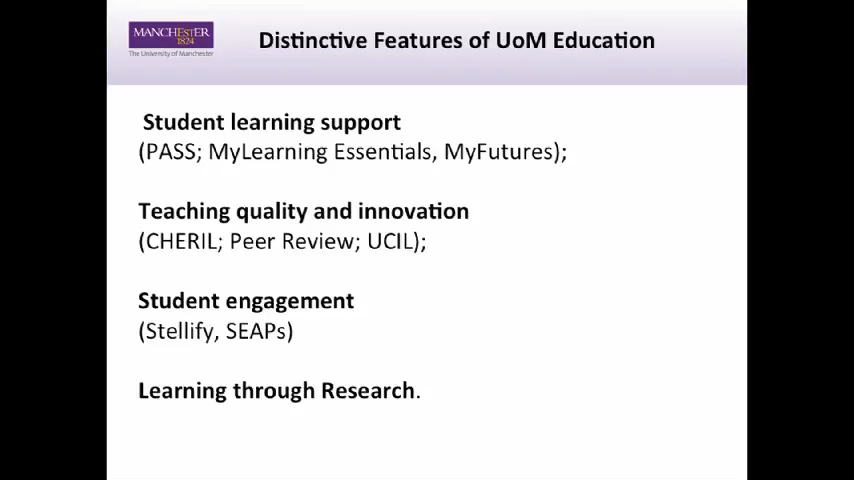 MANCHESTER
1824
The University of Manchester
Distinctive Features of UoM Education
Student learning support
(PASS; MyLearning Essentials, MyFutures);
Teaching quality and innovation
(CHERIL; Peer Review; UCIL);
Student engagement
(Stellify, SEAPs)
Learning through Research.